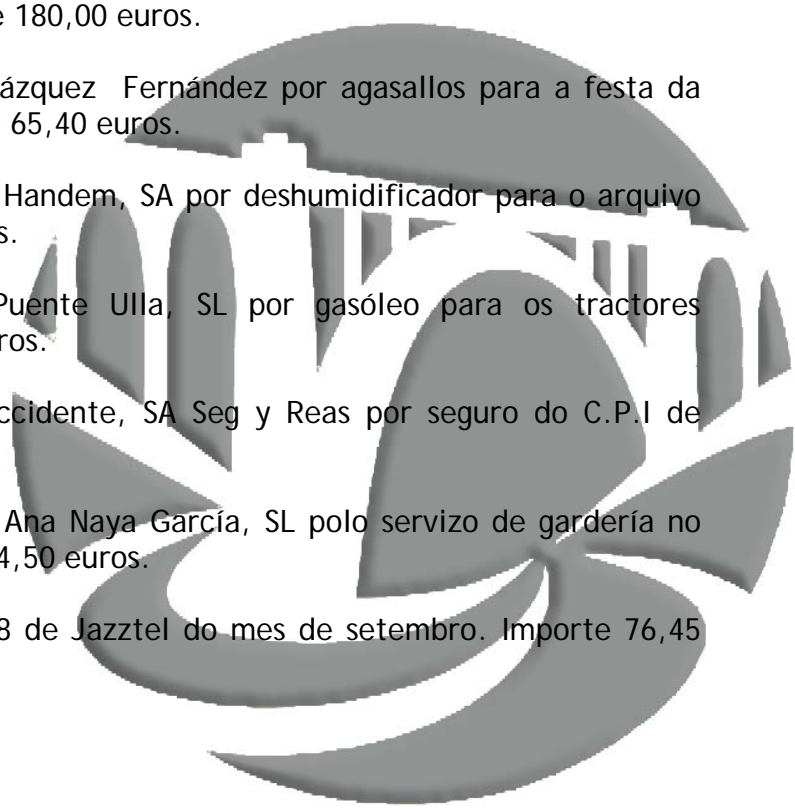 e 180,00 euros.
ázquez Fernández por agasallos para a festa da
65,40 euros.
Handem, SA por deshumidificador para o arquivo
s.
Puente Ulla, SL por gasóleo para os tractores
ros.
ccidente, SA Seg y Reas por seguro do C.P.I de
Ana Naya García, SL polo servizo de gardería no
4,50 euros.
8 de Jazztel do mes de setembro. Importe 76,45